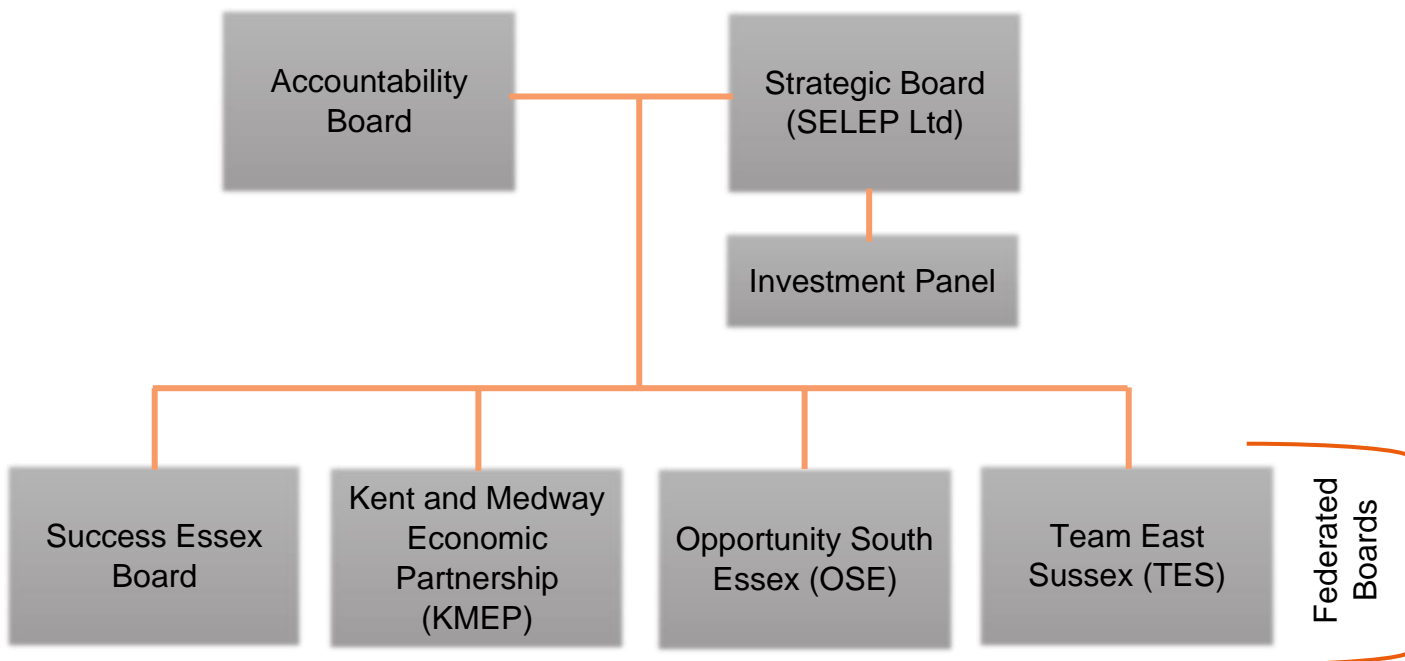 Accountability
Board
Strategic Board
(SELEP Ltd)
Investment Panel
Success Essex
Board
Kent and Medway
Economic
Partnership
(KMEP)
Opportunity South
Essex (OSE)
Team East
Sussex (TES)
Federated
Boards